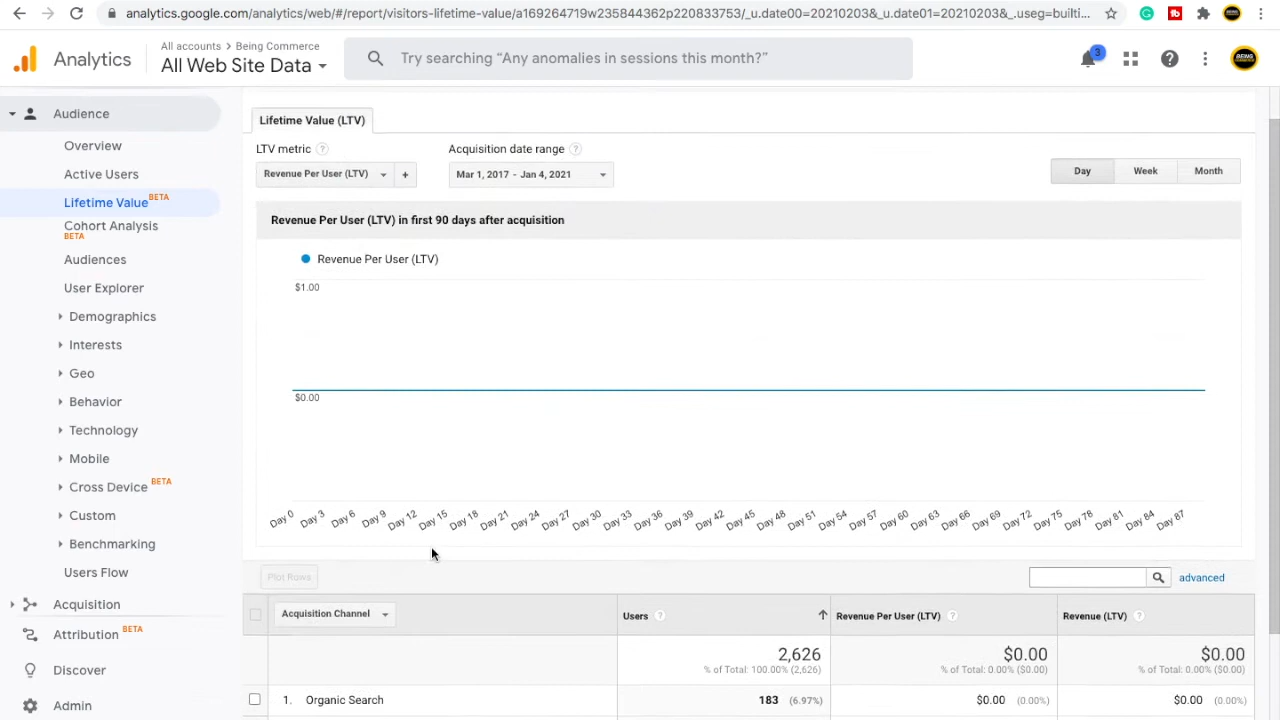 analytics.google.com/analytics/web/#/report/visitors-lifetime-value/a169264719w235844362p220833753/_u.date00=20210203&_u.date01=20210203&_.useg=builti...
Analytics
All accounts > Being Commerce
All Web Site Data
Try searching “Any anomalies in sessions this month?”
3
Audience
Overview
Active Users
Lifetime Value BETA
Cohort Analysis
BETA
Audiences
User Explorer
Demographics
Interests
Geo
Behavior
Technology
Mobile
Cross Device BETA
Custom
Benchmarking
Users Flow
Acquisition
Attribution BETA
Discover
Admin
Lifetime Value (LTV)
LTV metric ?
Acquisition date range ?
Revenue Per User (LTV) +
Mar 1, 2017 - Jan 4, 2021
Day Week Month
Revenue Per User (LTV) in first 90 days after acquisition
Revenue Per User (LTV)
$1.00
$0.00
Day 0 Day 3 Day 6 Day 9 Day 12 Day 15 Day 18 Day 21 Day 24 Day 27 Day 30 Day 33 Day 36 Day 39 Day 42 Day 45 Day 48 Day 51 Day 54 Day 57 Day 60 Day 63 Day 66 Day 69 Day 72 Day 75 Day 78 Day 81 Day 84 Day 87
Plot Rows
advanced
Acquisition Channel Users ? Revenue Per User (LTV) ? Revenue (LTV) ?
2,626 $0.00 $0.00
% of Total: 100.00% (2,626) % of Total: 0.00% ($0.00) % of Total: 0.00% ($0.00)
1. Organic Search 183 (6.97%) $0.00 (0.00%) $0.00 (0.00%)